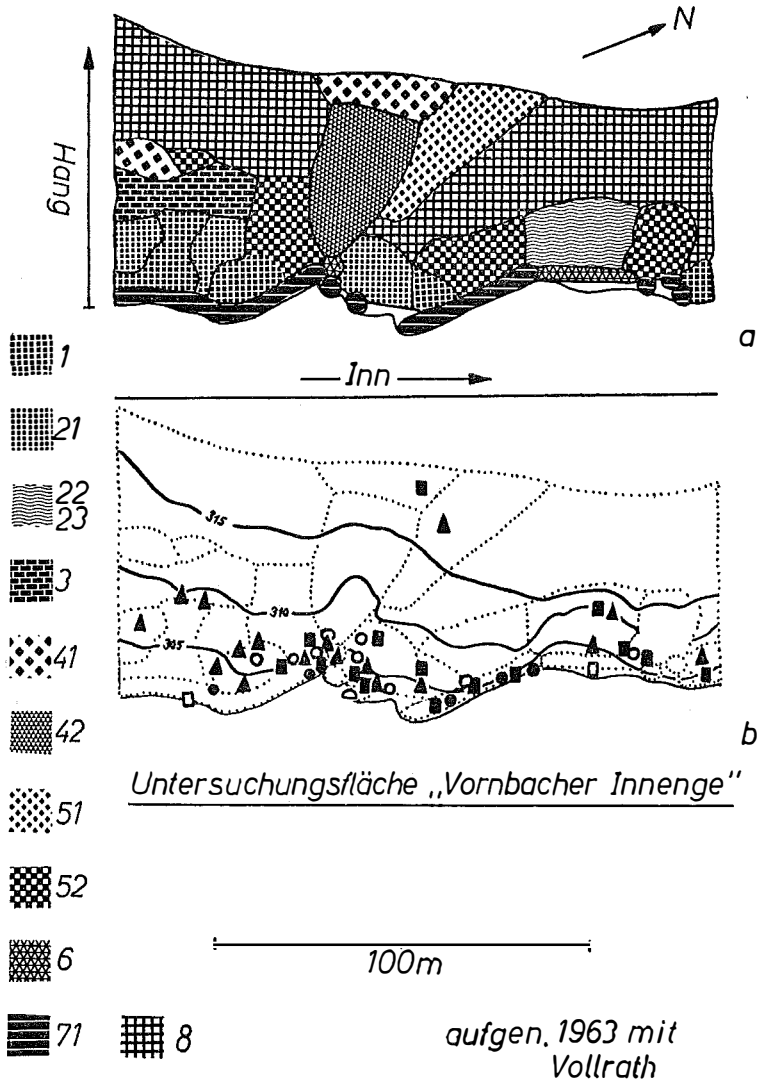 N
Hang
a
Inn
1
21
22
23
3
41
42
51
52
6
71
8
315
310
305
b
Untersuchungsfläche „Vornbacher Innenge"
100m
aufgen. 1963 mit
Vollrath